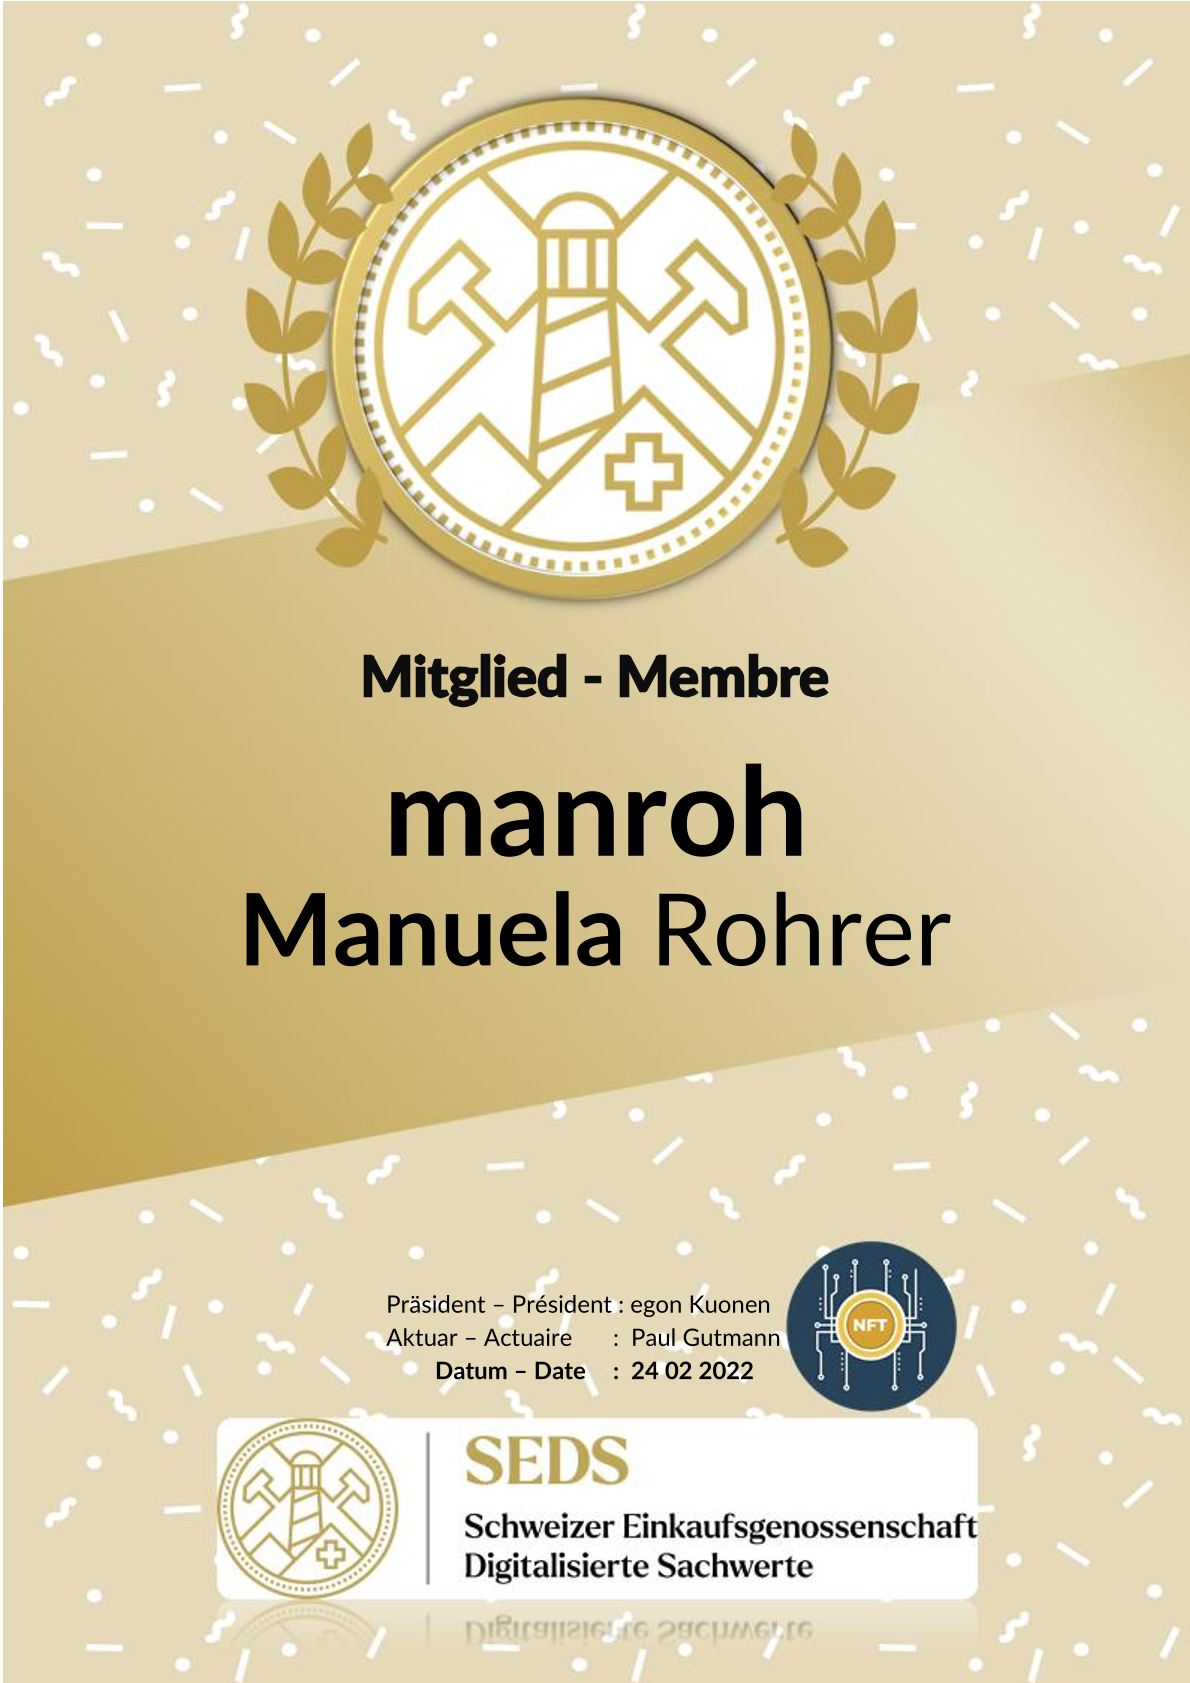 Mitglied - Membre
manroh
Manuela Rohrer
Präsident – Président : egon Kuonen
Aktuar – Actuaire : Paul Gutmann
Datum – Date : 24 02 2022
NFT
SEDS
Schweizer Einkaufsgenossenschaft
Digitalisierte Sachwerte